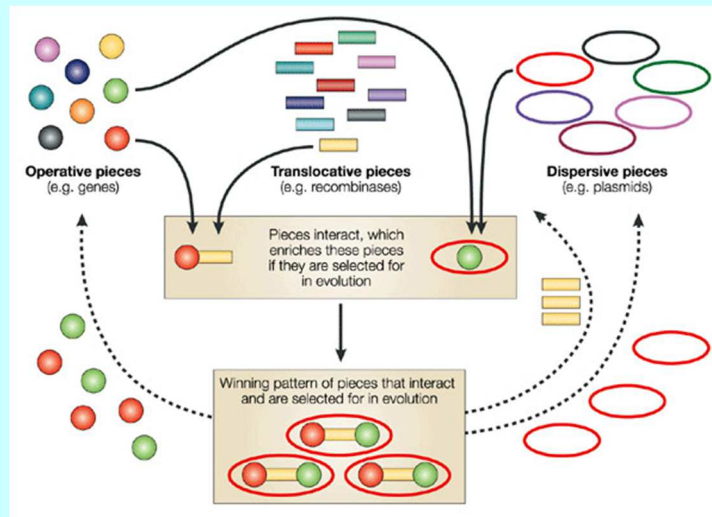 Operative pieces
(e.g. genes)
Translocative pieces
(e.g. recombinases)
Dispersive pieces
(e.g. plasmids)
Pieces interact, which
enriches these pieces
if they are selected for
in evolution
Winning pattern of pieces that interact
and are selected for in evolution